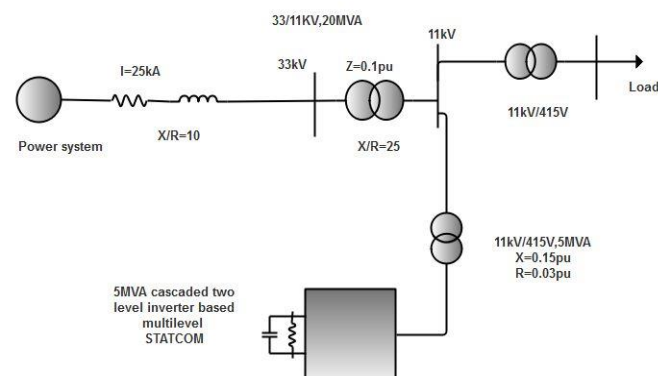 33/11KV,20MVA
I=25kA
33kV
Z=0.1pu
11kV
Load
X/R=10
X/R=25
11kV/415V
Power system
11kV/415V,5MVA
X=0.15pu
R=0.03pu
5MVA cascaded two
level inverter based
multilevel
STATCOM